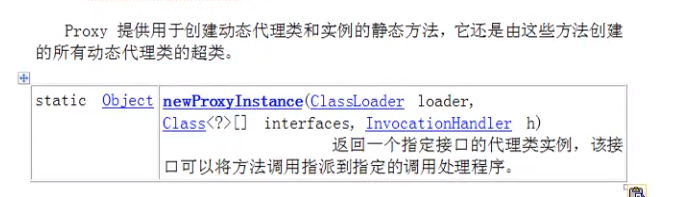 Proxy 提供用于创建动态代理类和实例的静态方法，它还是由这些方法创建
的所有动态代理类的超类。
static Object newProxyInstance(ClassLoader loader,
Class<?>[] interfaces, InvocationHandler h)
返回一个指定接口的代理类实例，该接
口可以将方法调用指派到指定的调用处理程序。